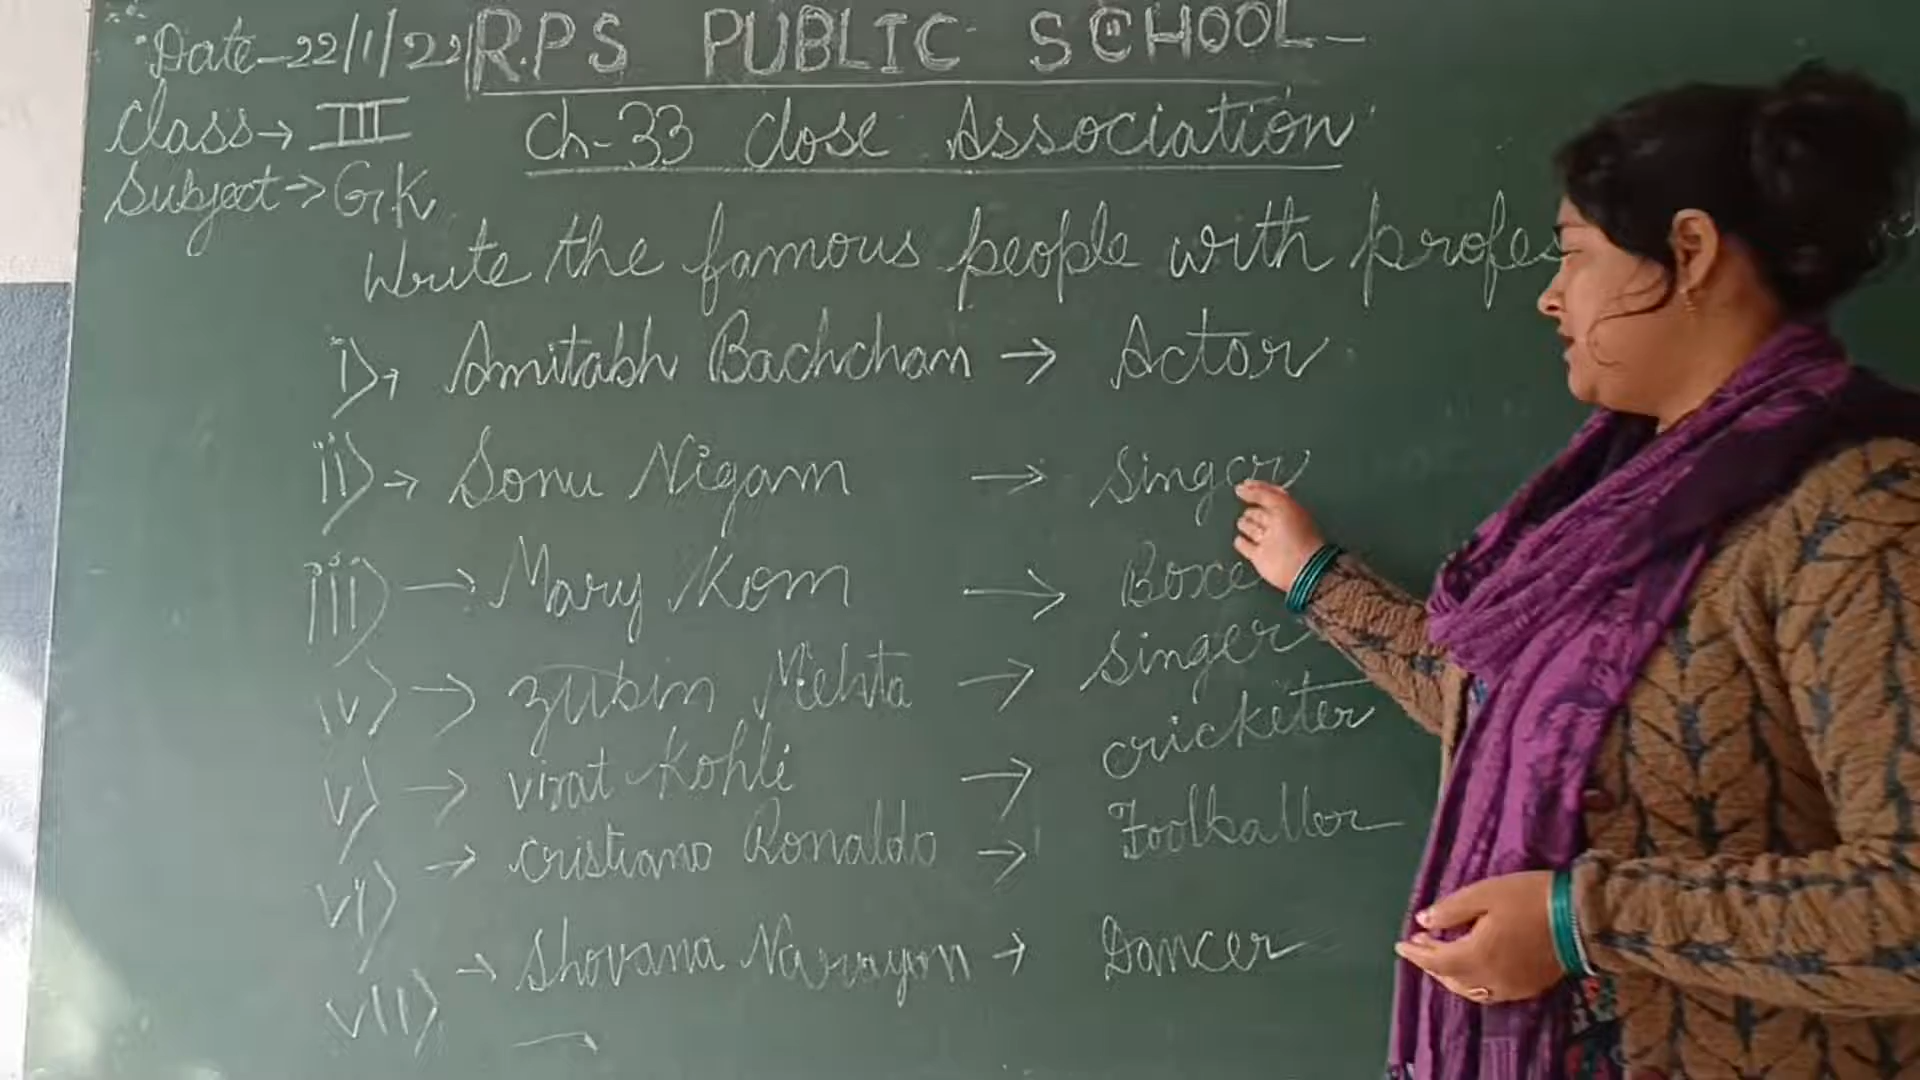 Date-22/1/22 R.P.S PUBLIC SCHOOL-
Class→ III
Ch-33 Close Association
Subject→ G.K
Write the famous people with profes
i)→ Amitabh Bachchan → Actor
ii)→ Sonu Nigam → Singer
iii)→ Mary Kom → Boxe
iv)→ Zubin Mehta → Singer
v)→ Virat Kohli → cricketer
vi)→ cristiano Ronaldo → Footballer
vii)→ Shovana Narayan → Dancer